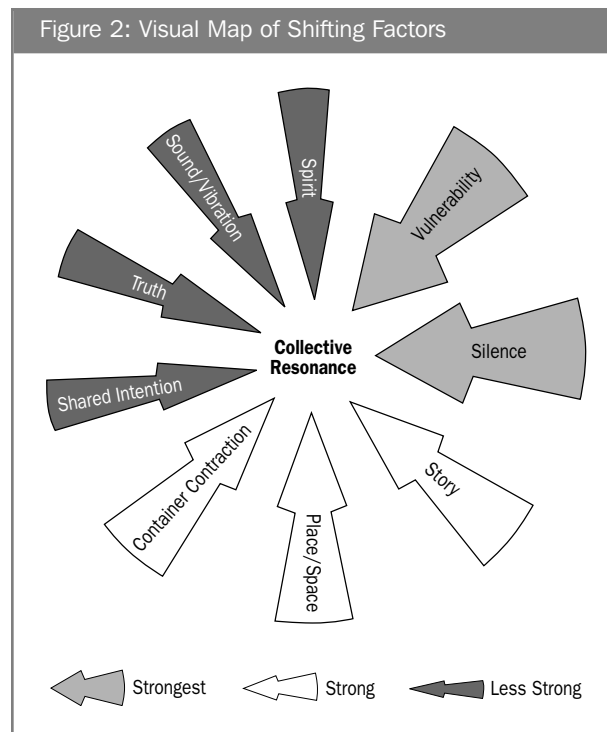 Figure 2: Visual Map of Shifting Factors
Spirit
Sound/Vibration
Vulnerability
Truth
Collective
Resonance
Silence
Shared Intention
Container Contraction
Place/Space
Story
Strongest
Strong
Less Strong